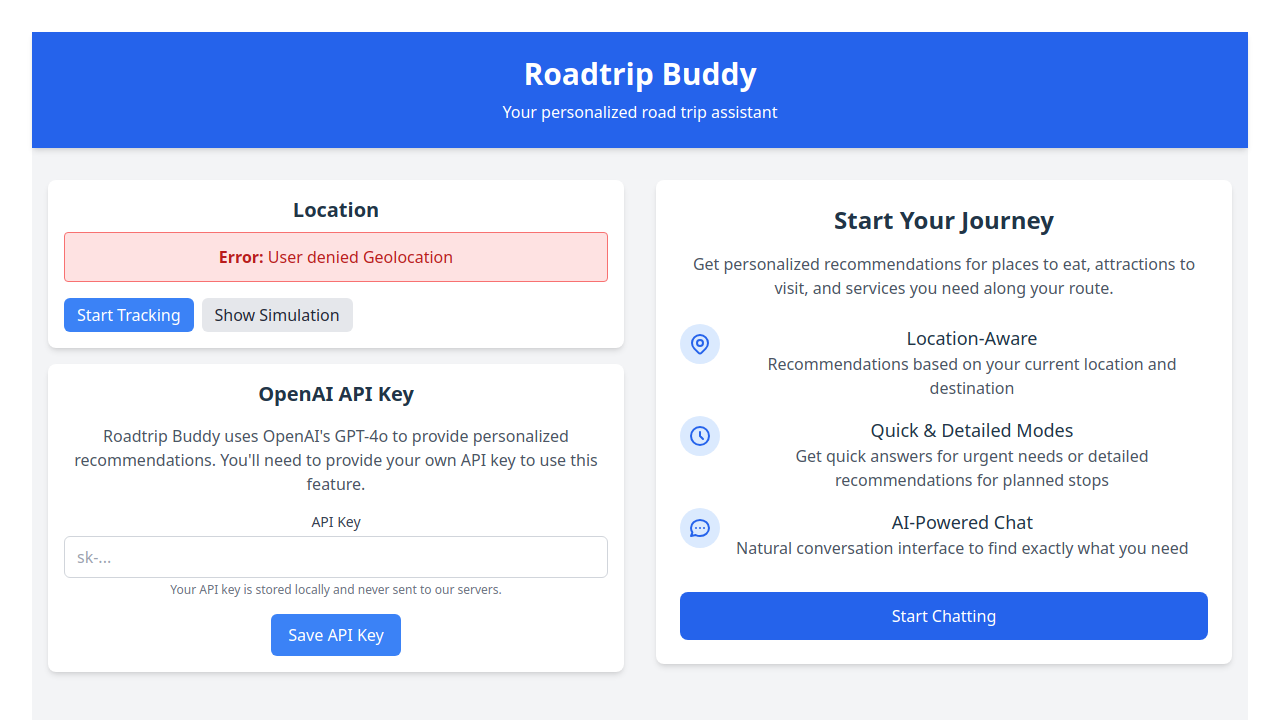 Roadtrip Buddy
Your personalized road trip assistant
Location
Error: User denied Geolocation
Start Tracking
Show Simulation
OpenAI API Key
Roadtrip Buddy uses OpenAI's GPT-4o to provide personalized
recommendations. You'll need to provide your own API key to use this
feature.
API Key
sk-...
Your API key is stored locally and never sent to our servers.
Save API Key
Start Your Journey
Get personalized recommendations for places to eat, attractions to
visit, and services you need along your route.
Location-Aware
Recommendations based on your current location and
destination
Quick & Detailed Modes
Get quick answers for urgent needs or detailed
recommendations for planned stops
AI-Powered Chat
Natural conversation interface to find exactly what you need
Start Chatting